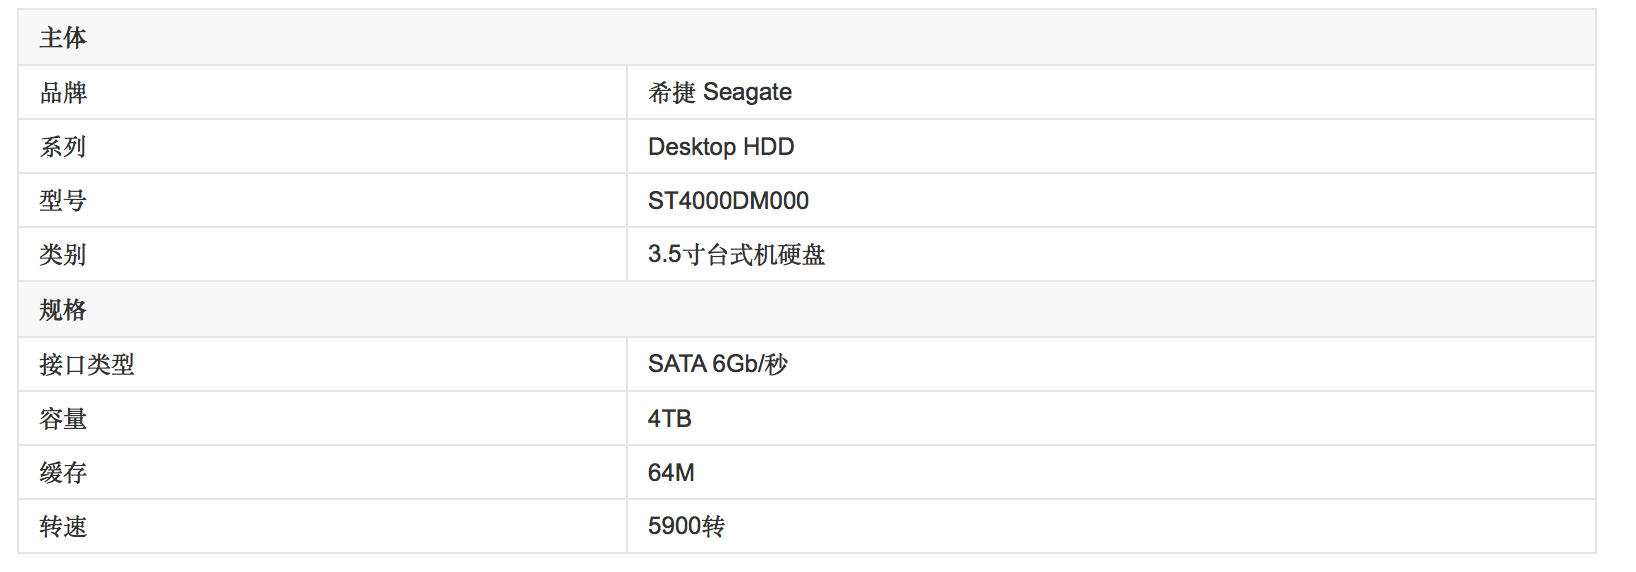 主体
品牌 希捷 Seagate
系列 Desktop HDD
型号 ST4000DM000
类别 3.5寸台式机硬盘
规格
接口类型 SATA 6Gb/秒
容量 4TB
缓存 64M
转速 5900转